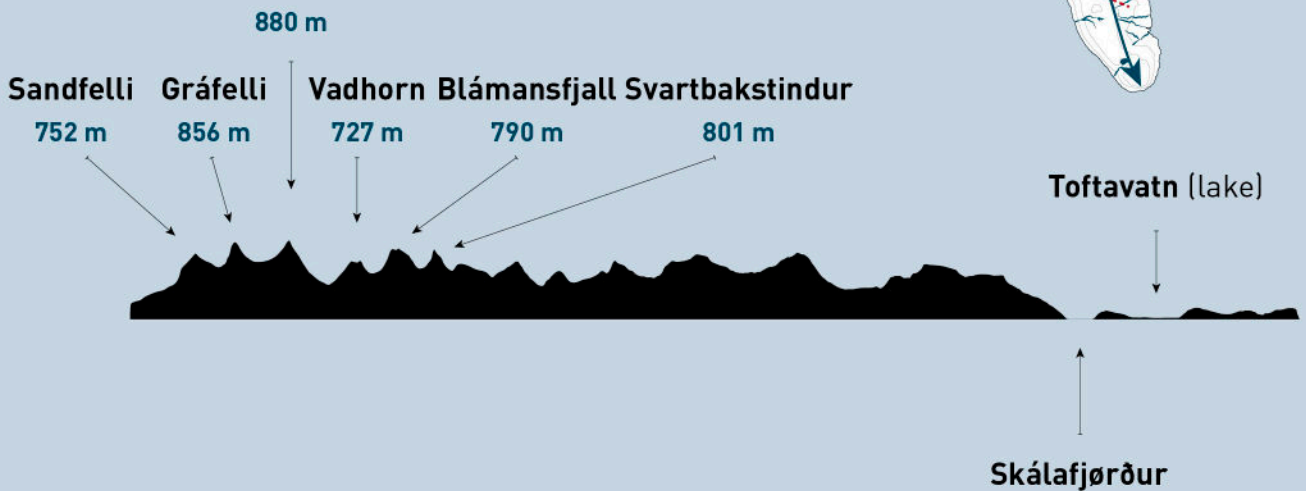 880 m
Sandfelli Gráfelli Vadhorn Blámansfjall Svartbakstindur
752 m 856 m 727 m 790 m 801 m
Toftavatn (lake)
Skálafjørður